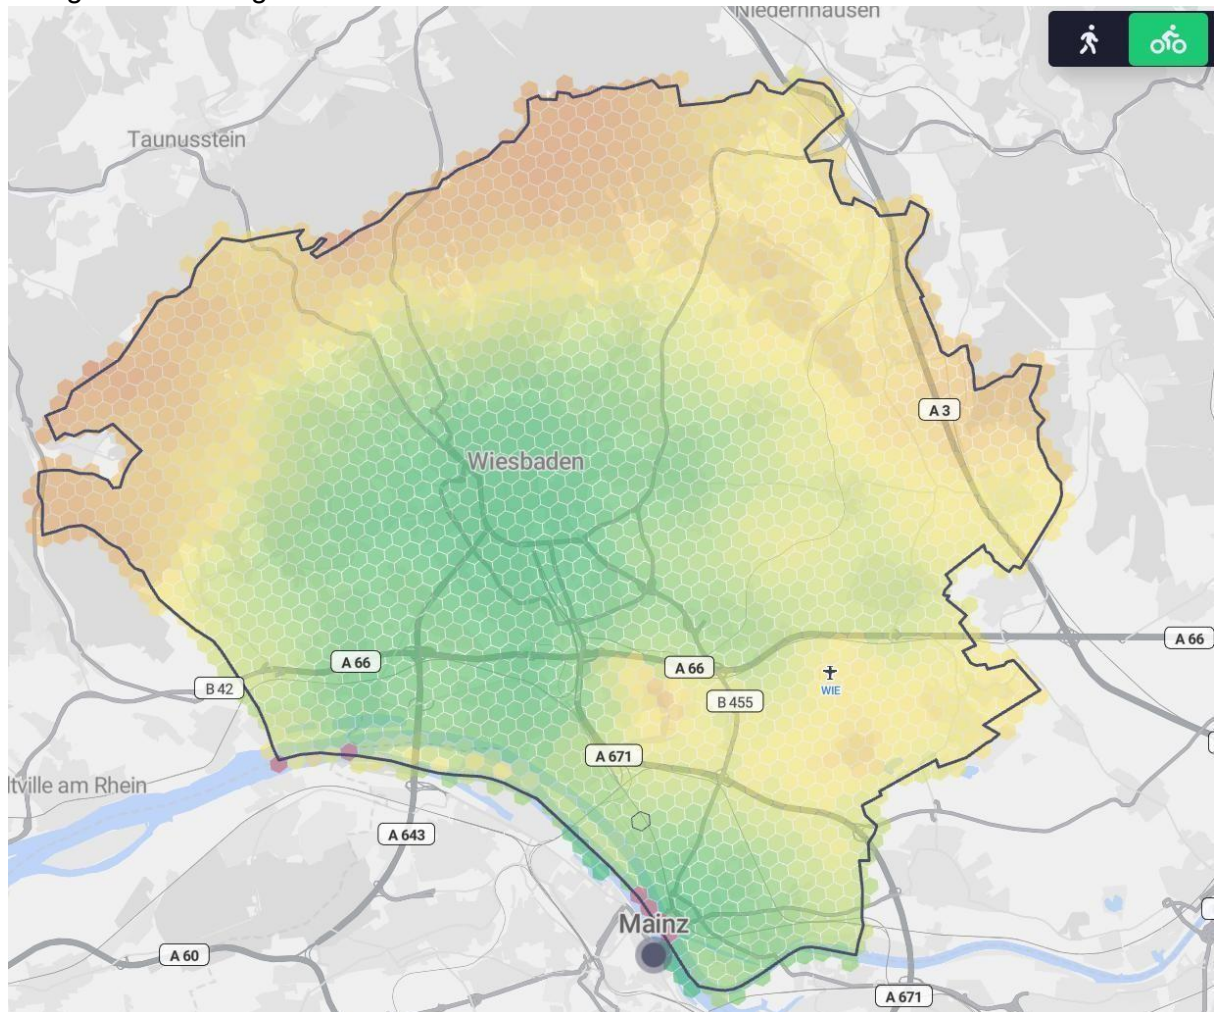 Niedernhausen
Taunusstein
A 3
Wiesbaden
A 66
A 66
A 66
WIE
B 42
B 455
A 671
ltville am Rhein
A 643
Mainz
A 60
A 671